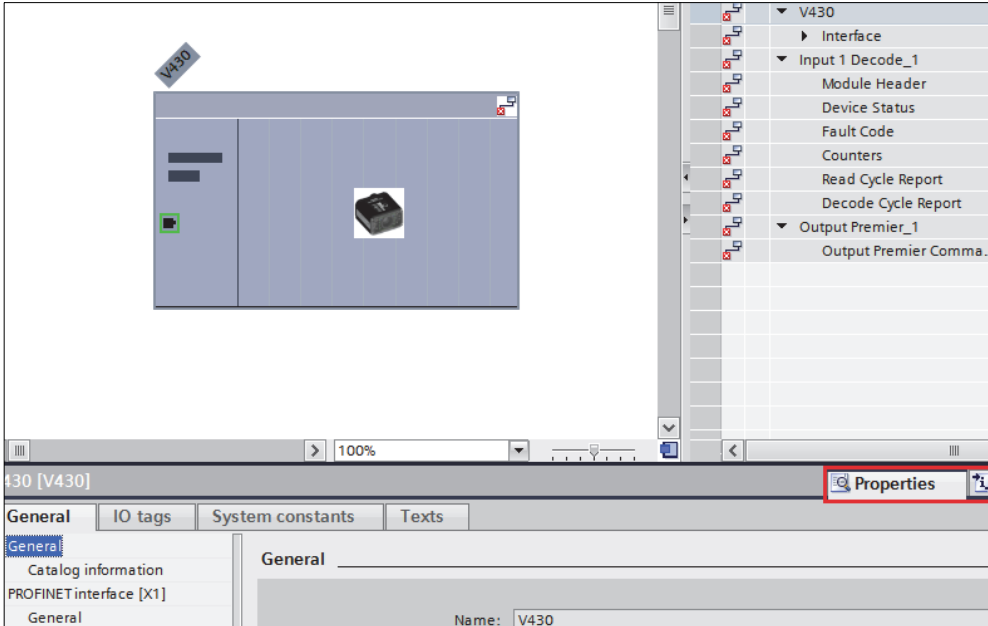 V430
V430
Interface
Input 1 Decode_1
Module Header
Device Status
Fault Code
Counters
Read Cycle Report
Decode Cycle Report
Output Premier_1
Output Premier Comma.
100%
430 [V430]
Properties
General IO tags System constants Texts
General
Catalog information
PROFINET interface [X1]
General
General
Name: V430